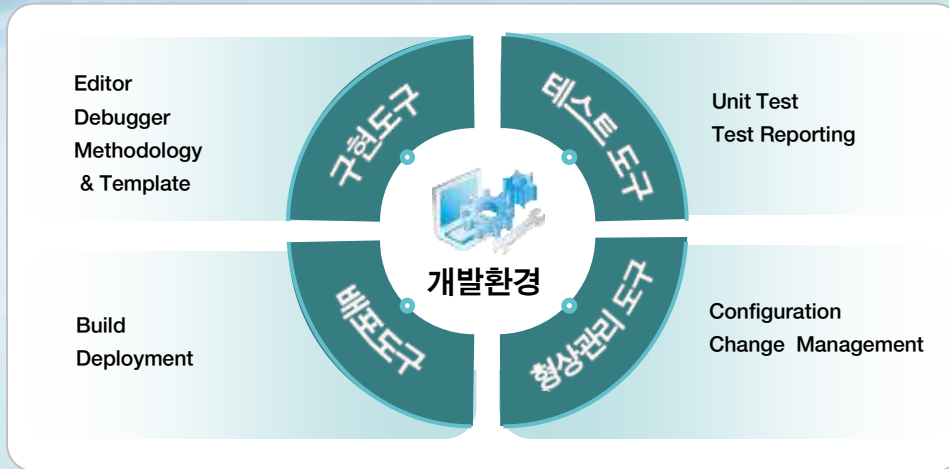 Editor
Debugger
Methodology
& Template
구현도구
테스트 도구
Unit Test
Test Reporting
개발환경
Build
Deployment
배포도구
형상관리 도구
Configuration
Change Management